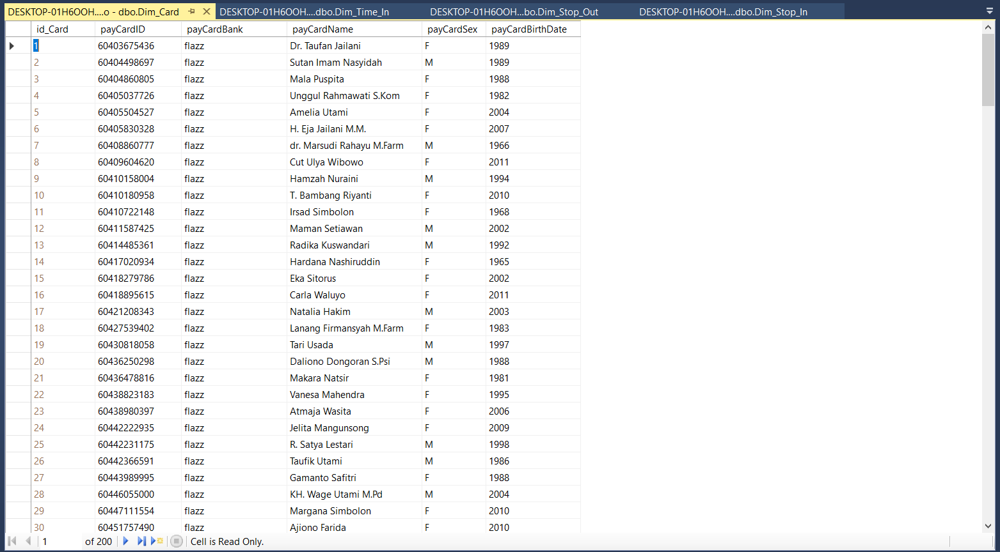 DESKTOP-01H6OOH....o - dbo.Dim_Card DESKTOP-01H6OOH....dbo.Dim_Time_In DESKTOP-01H6OOH...bo.Dim_Stop_Out DESKTOP-01H6OOH....dbo.Dim_Stop_In
id_Card payCardID payCardBank payCardName payCardSex payCardBirthDate
1 60403675436 flazz Dr. Taufan Jailani F 1989
2 60404498697 flazz Sutan Imam Nasyidah M 1989
3 60404860805 flazz Mala Puspita F 1988
4 60405037726 flazz Unggul Rahmawati S.Kom F 1982
5 60405504527 flazz Amelia Utami F 2004
6 60405830328 flazz H. Eja Jailani M.M. F 2007
7 60408860777 flazz dr. Marsudi Rahayu M.Farm M 1966
8 60409604620 flazz Cut Ulya Wibowo F 2011
9 60410158004 flazz Hamzah Nuraini M 1994
10 60410180958 flazz T. Bambang Riyanti F 2010
11 60410722148 flazz Irsad Simbolon F 1968
12 60411587425 flazz Maman Setiawan M 2002
13 60414485361 flazz Radika Kuswandari M 1992
14 60417020934 flazz Hardana Nashiruddin F 1965
15 60418279786 flazz Eka Sitorus F 2002
16 60418895615 flazz Carla Waluyo F 2011
17 60421208343 flazz Natalia Hakim M 2003
18 60427539402 flazz Lanang Firmansyah M.Farm F 1983
19 60430818058 flazz Tari Usada M 1997
20 60436250298 flazz Daliono Dongoran S.Psi M 1988
21 60436478816 flazz Makara Natsir F 1981
22 60438823183 flazz Vanesa Mahendra F 1995
23 60438980397 flazz Atmaja Wasita F 2006
24 60442222935 flazz Jelita Mangunsong F 2009
25 60442231175 flazz R. Satya Lestari M 1998
26 60442366591 flazz Taufik Utami M 1986
27 60443989995 flazz Gamanto Safitri F 1988
28 60446055000 flazz KH. Wage Utami M.Pd M 2004
29 60447111554 flazz Margana Simbolon F 2010
30 60451757490 flazz Ajiono Farida F 2010
1 of 200 Cell is Read Only.